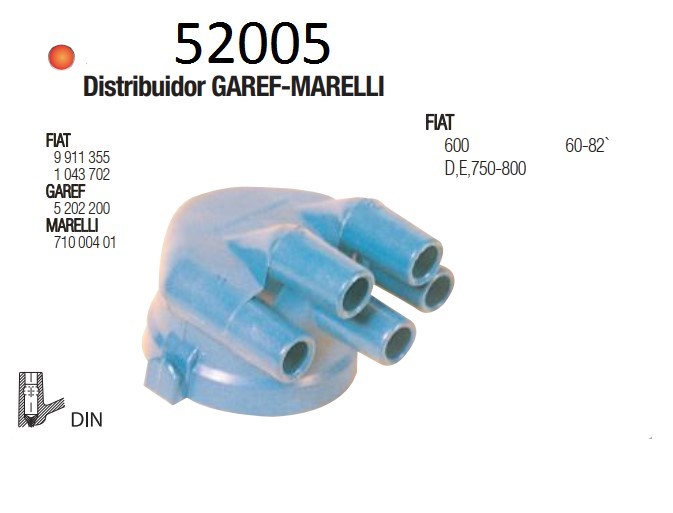 52005
Distribuidor GAREF-MARELLI
FIAT
9 911 355
1 043 702
GAREF
5 202 200
MARELLI
710 004 01
FIAT
600 60-82`
D,E,750-800
DIN